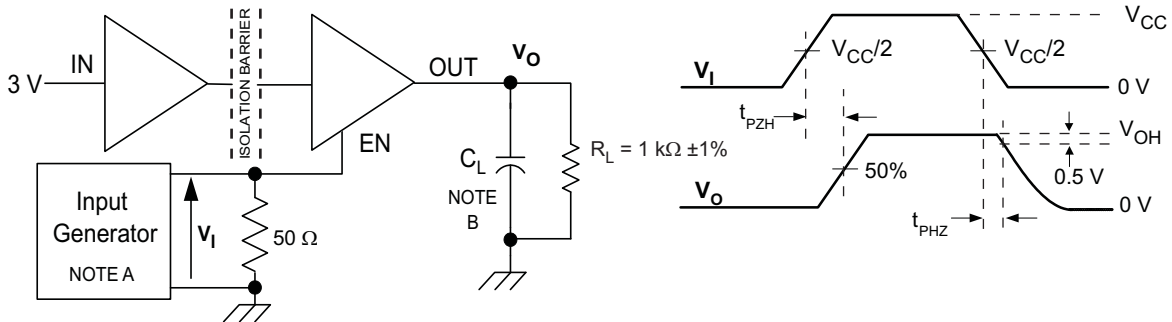 3 V
IN
ISOLATION BARRIER
OUT
EN
VO
CL
NOTE
B
RL = 1 kΩ ±1%
Input
Generator
NOTE A
VI
50 Ω
VCC
VCC/2
VCC/2
VI
0 V
tPZH
VOH
50%
0.5 V
VO
0 V
tPHZ